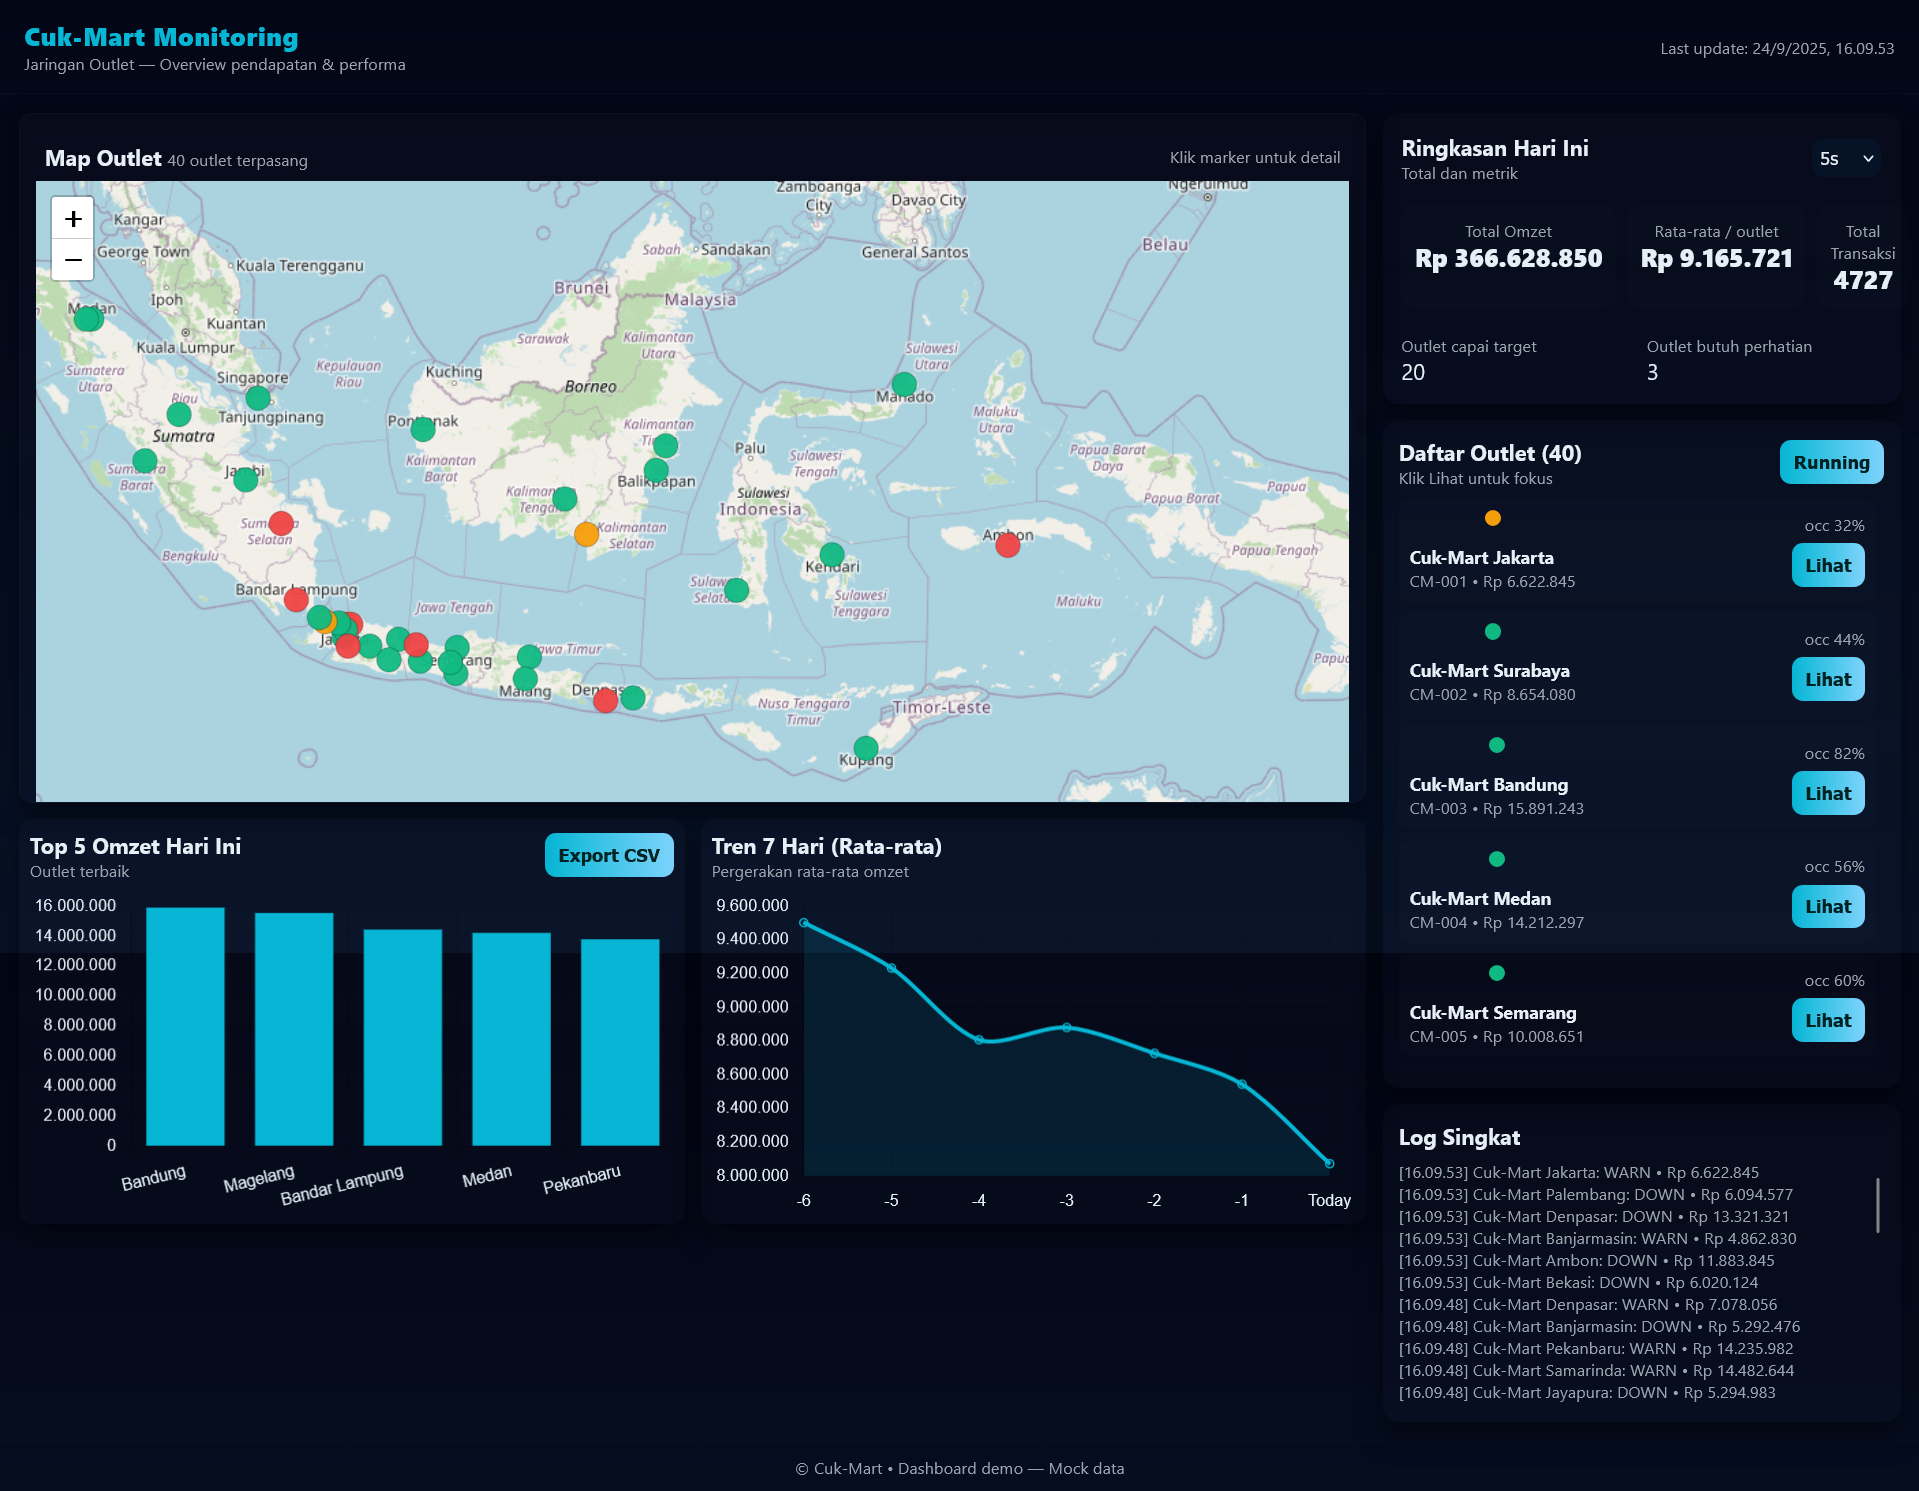 Cuk-Mart Monitoring
Jaringan Outlet — Overview pendapatan & performa
Last update: 24/9/2025, 16.09.53
Map Outlet 40 outlet terpasang
Klik marker untuk detail
+
−
Kangar
George Town
Kuala Terengganu
Ipoh
Kuantan
Kuala Lumpur
Sumatera
Utara
Riau
Singapore
Tanjungpinang
Kepulauan
Riau
Sumatra
Barat
Bengkulu
Selatan
Bandar Lampung
Kuching
Sarawak
Brunei
Sabah
Sandakan
Malaysia
Kalimantan
Utara
Borneo
Kalimantan
Barat
Kalimantan
Balikpapan
Kalimantan
Selatan
Zamboanga
City
Davao City
General Santos
Ngerulmud
Belau
Sulawesi
Utara
Manado
Maluku
Utara
Palu
Sulawesi
Tengah
Sulawesi
Indonesia
Kendari
Sulawesi
Tenggara
Ambon
Maluku
Papua Barat
Daya
Papua Barat
Papua
Papua Tengah
Jawa Tengah
Jawa Timur
Malang
Nusa Tenggara
Timur
Timor-Leste
Kupang
Ringkasan Hari Ini
Total dan metrik
5s
Total Omzet
Rp 366.628.850
Rata-rata / outlet
Rp 9.165.721
Total
Transaksi
4727
Outlet capai target
20
Outlet butuh perhatian
3
Daftar Outlet (40)
Klik Lihat untuk fokus
Running
occ 32%
Cuk-Mart Jakarta
CM-001 • Rp 6.622.845
Lihat
occ 44%
Cuk-Mart Surabaya
CM-002 • Rp 8.654.080
Lihat
occ 82%
Cuk-Mart Bandung
CM-003 • Rp 15.891.243
Lihat
occ 56%
Cuk-Mart Medan
CM-004 • Rp 14.212.297
Lihat
occ 60%
Cuk-Mart Semarang
CM-005 • Rp 10.008.651
Lihat
Top 5 Omzet Hari Ini
Outlet terbaik
Export CSV
16.000.000
14.000.000
12.000.000
10.000.000
8.000.000
6.000.000
4.000.000
2.000.000
0
Bandung
Magelang
Bandar Lampung
Medan
Pekanbaru
Tren 7 Hari (Rata-rata)
Pergerakan rata-rata omzet
9.600.000
9.400.000
9.200.000
9.000.000
8.800.000
8.600.000
8.400.000
8.200.000
8.000.000
-6 -5 -4 -3 -2 -1 Today
Log Singkat
[16.09.53] Cuk-Mart Jakarta: WARN • Rp 6.622.845
[16.09.53] Cuk-Mart Palembang: DOWN • Rp 6.094.577
[16.09.53] Cuk-Mart Denpasar: DOWN • Rp 13.321.321
[16.09.53] Cuk-Mart Banjarmasin: WARN • Rp 4.862.830
[16.09.53] Cuk-Mart Ambon: DOWN • Rp 11.883.845
[16.09.53] Cuk-Mart Bekasi: DOWN • Rp 6.020.124
[16.09.48] Cuk-Mart Denpasar: WARN • Rp 7.078.056
[16.09.48] Cuk-Mart Banjarmasin: DOWN • Rp 5.292.476
[16.09.48] Cuk-Mart Pekanbaru: WARN • Rp 14.235.982
[16.09.48] Cuk-Mart Samarinda: WARN • Rp 14.482.644
[16.09.48] Cuk-Mart Jayapura: DOWN • Rp 5.294.983
© Cuk-Mart • Dashboard demo — Mock data